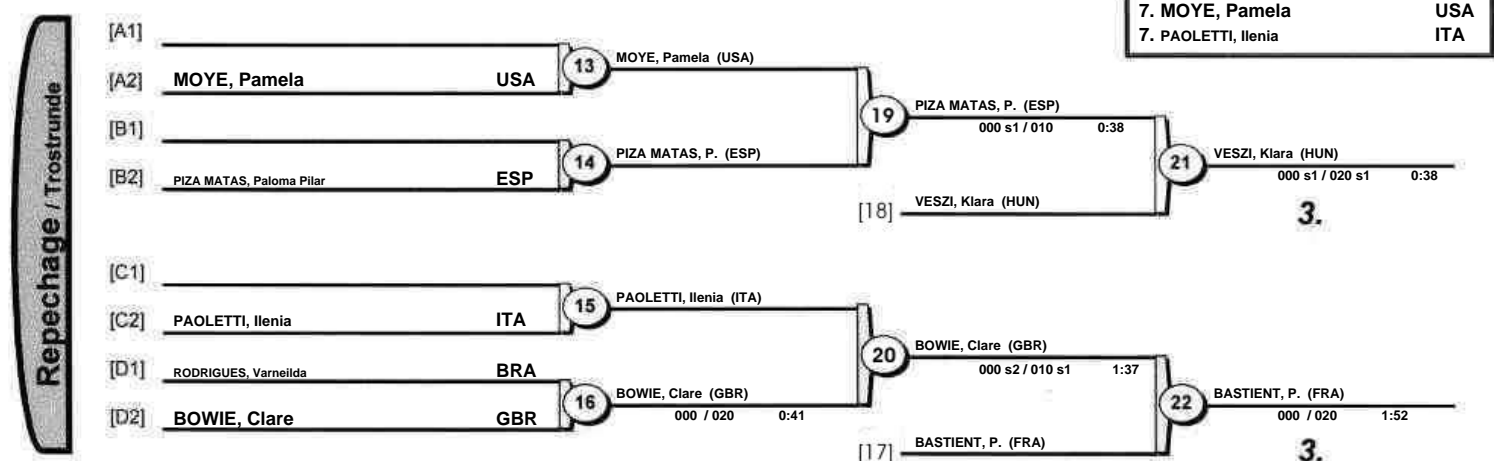 7. MOYE, Pamela USA
7. PAOLETTI, Ilenia ITA
Repechage / Trostrunde
[A1]
[A2] MOYE, Pamela USA
13 MOYE, Pamela (USA)
[B1]
[B2] PIZA MATAS, Paloma Pilar ESP
14 PIZA MATAS, P. (ESP)
19 PIZA MATAS, P. (ESP)
000 s1 / 010 0:38
[18] VESZI, Klara (HUN)
21 VESZI, Klara (HUN)
000 s1 / 020 s1 0:38
3.
[C1]
[C2] PAOLETTI, Ilenia ITA
15 PAOLETTI, Ilenia (ITA)
[D1] RODRIGUES, Varneilda BRA
[D2] BOWIE, Clare GBR
16 BOWIE, Clare (GBR)
000 / 020 0:41
20 BOWIE, Clare (GBR)
000 s2 / 010 s1 1:37
[17] BASTIENT, P. (FRA)
22 BASTIENT, P. (FRA)
000 / 020 1:52
3.